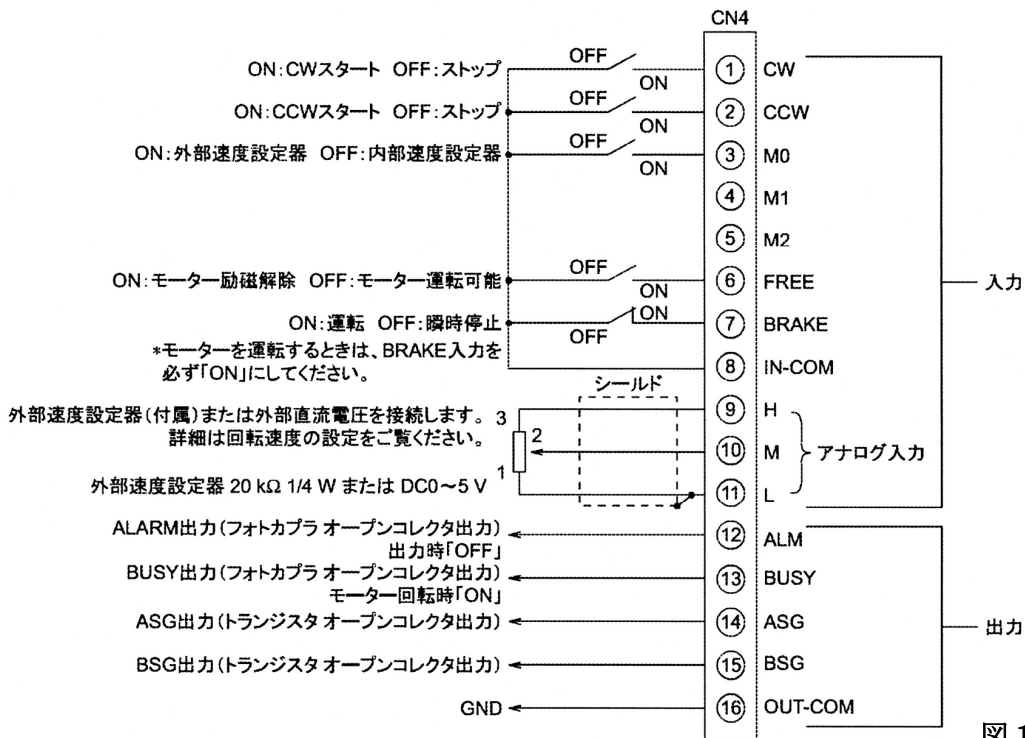 CN4
ON:CWスタート OFF:ストップ
OFF
ON
① CW
ON:CCWスタート OFF:ストップ
OFF
ON
② CCW
ON:外部速度設定器 OFF:内部速度設定器
OFF
ON
③ M0
④ M1
⑤ M2
ON:モーター励磁解除 OFF:モーター運転可能
OFF
ON
⑥ FREE
入力
ON:運転 OFF:瞬時停止
ON
OFF
⑦ BRAKE
*モーターを運転するときは、BRAKE入力を
必ず「ON」にしてください。
⑧ IN-COM
シールド
外部速度設定器(付属)または外部直流電圧を接続します。
詳細は回転速度の設定をご覧ください。
3
2
1
⑨ H
⑩ M
アナログ入力
外部速度設定器 20 kΩ 1/4 W または DC0~5 V
⑪ L
ALARM出力(フォトカプラ オープンコレクタ出力)
出力時「OFF」
⑫ ALM
BUSY出力(フォトカプラ オープンコレクタ出力)
モーター回転時「ON」
⑬ BUSY
ASG出力(トランジスタ オープンコレクタ出力)
⑭ ASG
出力
BSG出力(トランジスタ オープンコレクタ出力)
⑮ BSG
GND
⑯ OUT-COM
図1